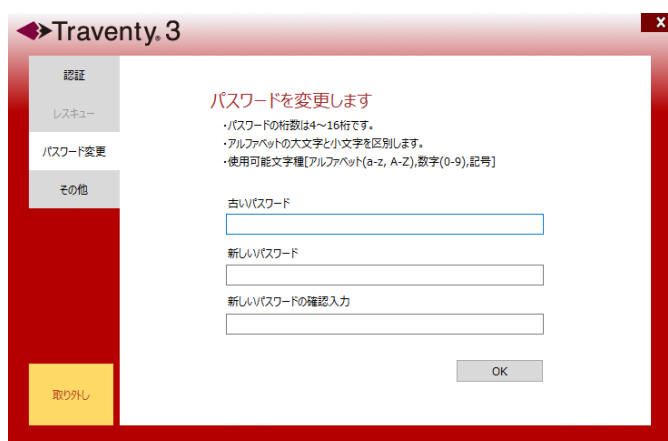 Traventy® 3
X
認証
レスキュー
パスワード変更
その他
取り外し
パスワードを変更します
・パスワードの桁数は4～16桁です。
・アルファベットの大文字と小文字を区別します。
・使用可能文字種[アルファベット(a-z, A-Z),数字(0-9),記号]
古いパスワード
新しいパスワード
新しいパスワードの確認入力
OK